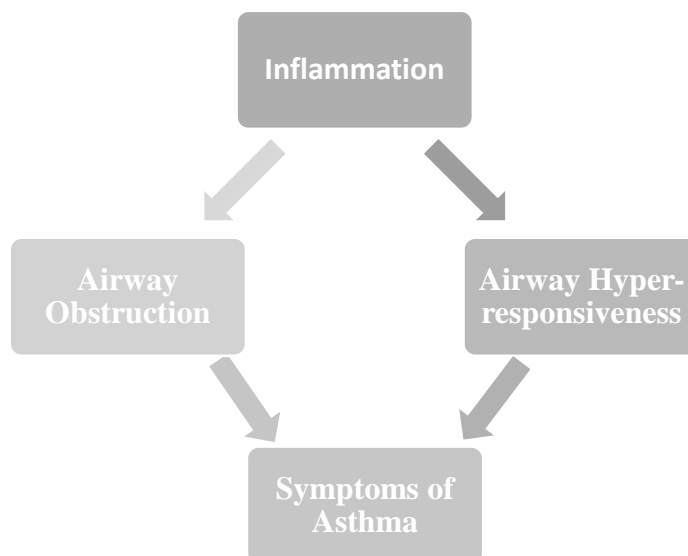 Inflammation
Airway
Obstruction
Airway Hyper-
responsiveness
Symptoms of
Asthma